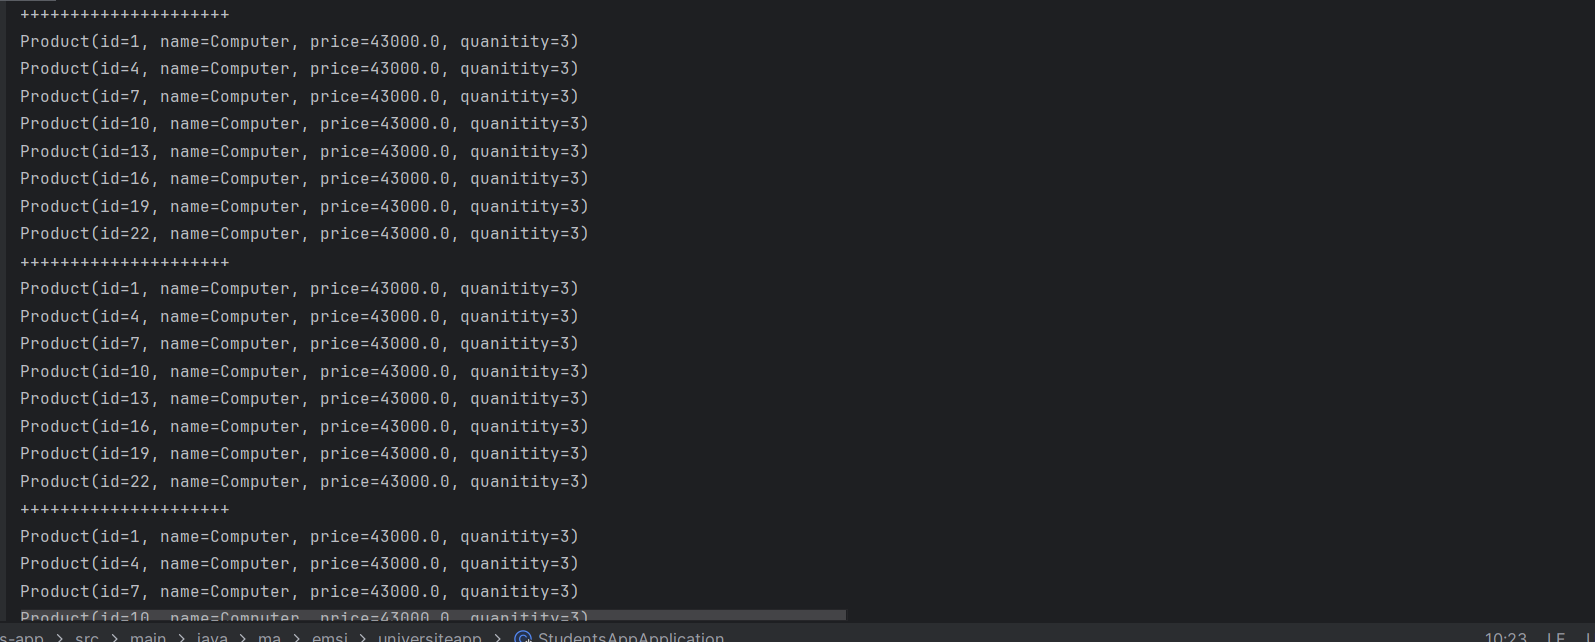 +++++++++++++++++++++
Product(id=1, name=Computer, price=43000.0, quanitity=3)
Product(id=4, name=Computer, price=43000.0, quanitity=3)
Product(id=7, name=Computer, price=43000.0, quanitity=3)
Product(id=10, name=Computer, price=43000.0, quanitity=3)
Product(id=13, name=Computer, price=43000.0, quanitity=3)
Product(id=16, name=Computer, price=43000.0, quanitity=3)
Product(id=19, name=Computer, price=43000.0, quanitity=3)
Product(id=22, name=Computer, price=43000.0, quanitity=3)
+++++++++++++++++++++
Product(id=1, name=Computer, price=43000.0, quanitity=3)
Product(id=4, name=Computer, price=43000.0, quanitity=3)
Product(id=7, name=Computer, price=43000.0, quanitity=3)
Product(id=10, name=Computer, price=43000.0, quanitity=3)
Product(id=13, name=Computer, price=43000.0, quanitity=3)
Product(id=16, name=Computer, price=43000.0, quanitity=3)
Product(id=19, name=Computer, price=43000.0, quanitity=3)
Product(id=22, name=Computer, price=43000.0, quanitity=3)
+++++++++++++++++++++
Product(id=1, name=Computer, price=43000.0, quanitity=3)
Product(id=4, name=Computer, price=43000.0, quanitity=3)
Product(id=7, name=Computer, price=43000.0, quanitity=3)
Product(id=10, name=Computer, price=43000.0, quanitity=3)
s-app > src > main > java > ma > emsi > universiteapp > StudentsAppApplication 10:23 LF